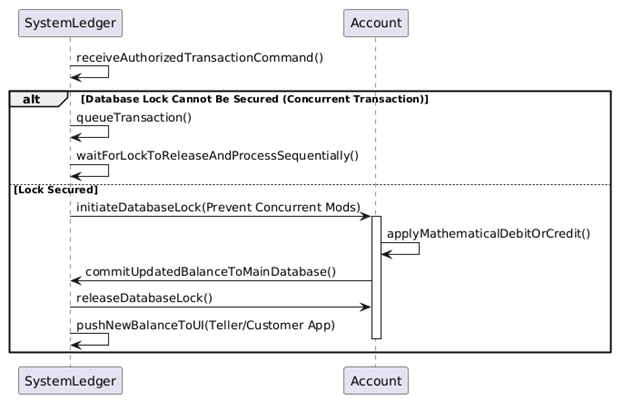 SystemLedger Account
receiveAuthorizedTransactionCommand()
alt [Database Lock Cannot Be Secured (Concurrent Transaction)]
queueTransaction()
waitForLockToReleaseAndProcessSequentially()
[Lock Secured]
initiateDatabaseLock(Prevent Concurrent Mods)
applyMathematicalDebitOrCredit()
commitUpdatedBalanceToMainDatabase()
releaseDatabaseLock()
pushNewBalanceToUI(Teller/Customer App)
SystemLedger Account